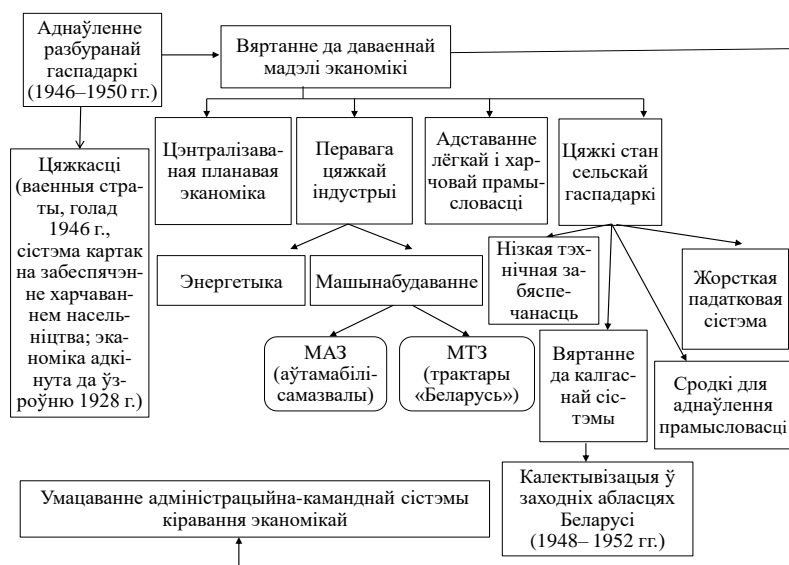 Аднаўленне
разбуранай
гаспадаркі
(1946–1950 гг.)
Вяртанне да даваеннай
мадэлі эканомікі
Цяжкасці
(ваенныя стра-
ты, голад
1946 г.,
сістэма картак
на забеспячэн-
не харчаван-
нем насель-
ніцтва; эка-
номіка адкі-
нута да ўз-
роўню 1928 г.)
Цэнтралізава-
ная планавая
эканоміка
Перавага
цяжкай
індустрыі
Адставанне
лёгкай і хар-
човай прамы-
словасці
Цяжкі стан
сельскай
гаспадаркі
Энергетыка
Машынабудаванне
Нізкая тэх-
нічная за-
бяспе-
чанасць
Жорсткая
падатковая
сістэма
МАЗ
(аўтамабілі-
самазвалы)
МТЗ
(трактары
«Беларусь»)
Вяртанне
да калгас-
най сіс-
тэмы
Сродкі для
аднаўлення
прамысловасці
Умацаванне адміністрацыйна-каманднай сістэмы
кіравання эканомікай
Калектывізацыя ў
заходніх абласцях
Беларусі
(1948– 1952 гг.)